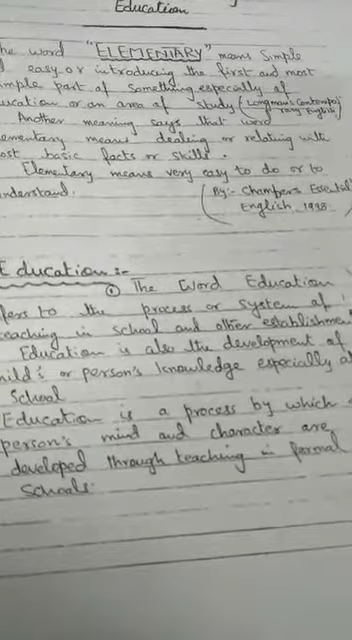 Education
he word "ELEMENTARY" means Simple
easy or introducing the first and most
imple part of something especially of
ucation or an area of study (Longmans Contempo
rary English)
Another meaning says that word
ementary means dealing or relating with
ost basic facts or skills.
Elementary means very easy to do or to
nderstand.
(By:- Chambers Essential
English, 1998
Education:-
① The Word Education
fers to the process or system of
eaching in school and other establishmen
Education is also the development of
hild's or person's knowledge especially at
School
Education is a process by which a
person's mind and character are
developed through teaching in formal
Schools.